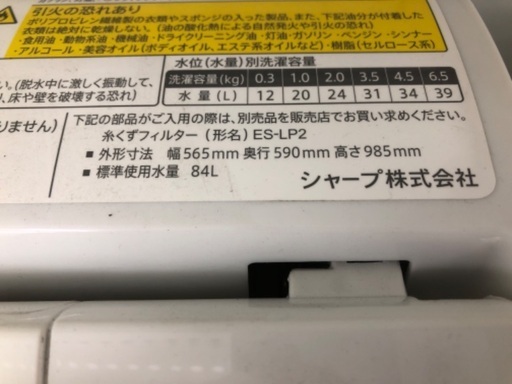 引火の恐れあり
ポリプロピレン繊維製の衣類やスポンジの入った製品、また、下記油分が付着した
衣類は絶対に乾燥しない。(油の酸化熱による自然発火や引火の恐れ)
・食用油・動物系油・機械油・ドライクリーニング油・灯油・ガソリン・ベンジン・シンナー
・アルコール・美容オイル(ボディオイル、エステ系オイルなど)・樹脂(セルロース系)
い。(脱水中に激しく振動して、
、床や壁を破壊する恐れ)
りません)
水位(水量)別洗濯容量
洗濯容量(kg) 0.3 1.0 2.0 3.5 4.5 6.5
水量(L) 12 20 24 31 34 39
下記の部品がご入用の際は、別売品を販売店でお買い求めください。
糸くずフィルター(形名)ES-LP2
■ 外形寸法 幅565mm 奥行590mm 高さ985mm
■ 標準使用水量 84L
シャープ株式会社